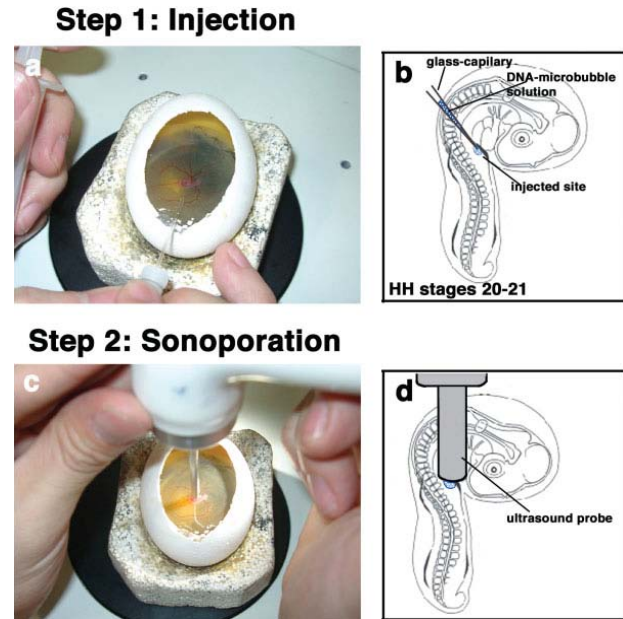 Step 1: Injection
a
b
glass-capilary
DNA-microbubble
solution
injected site
HH stages 20-21
Step 2: Sonoporation
c
d
ultrasound probe